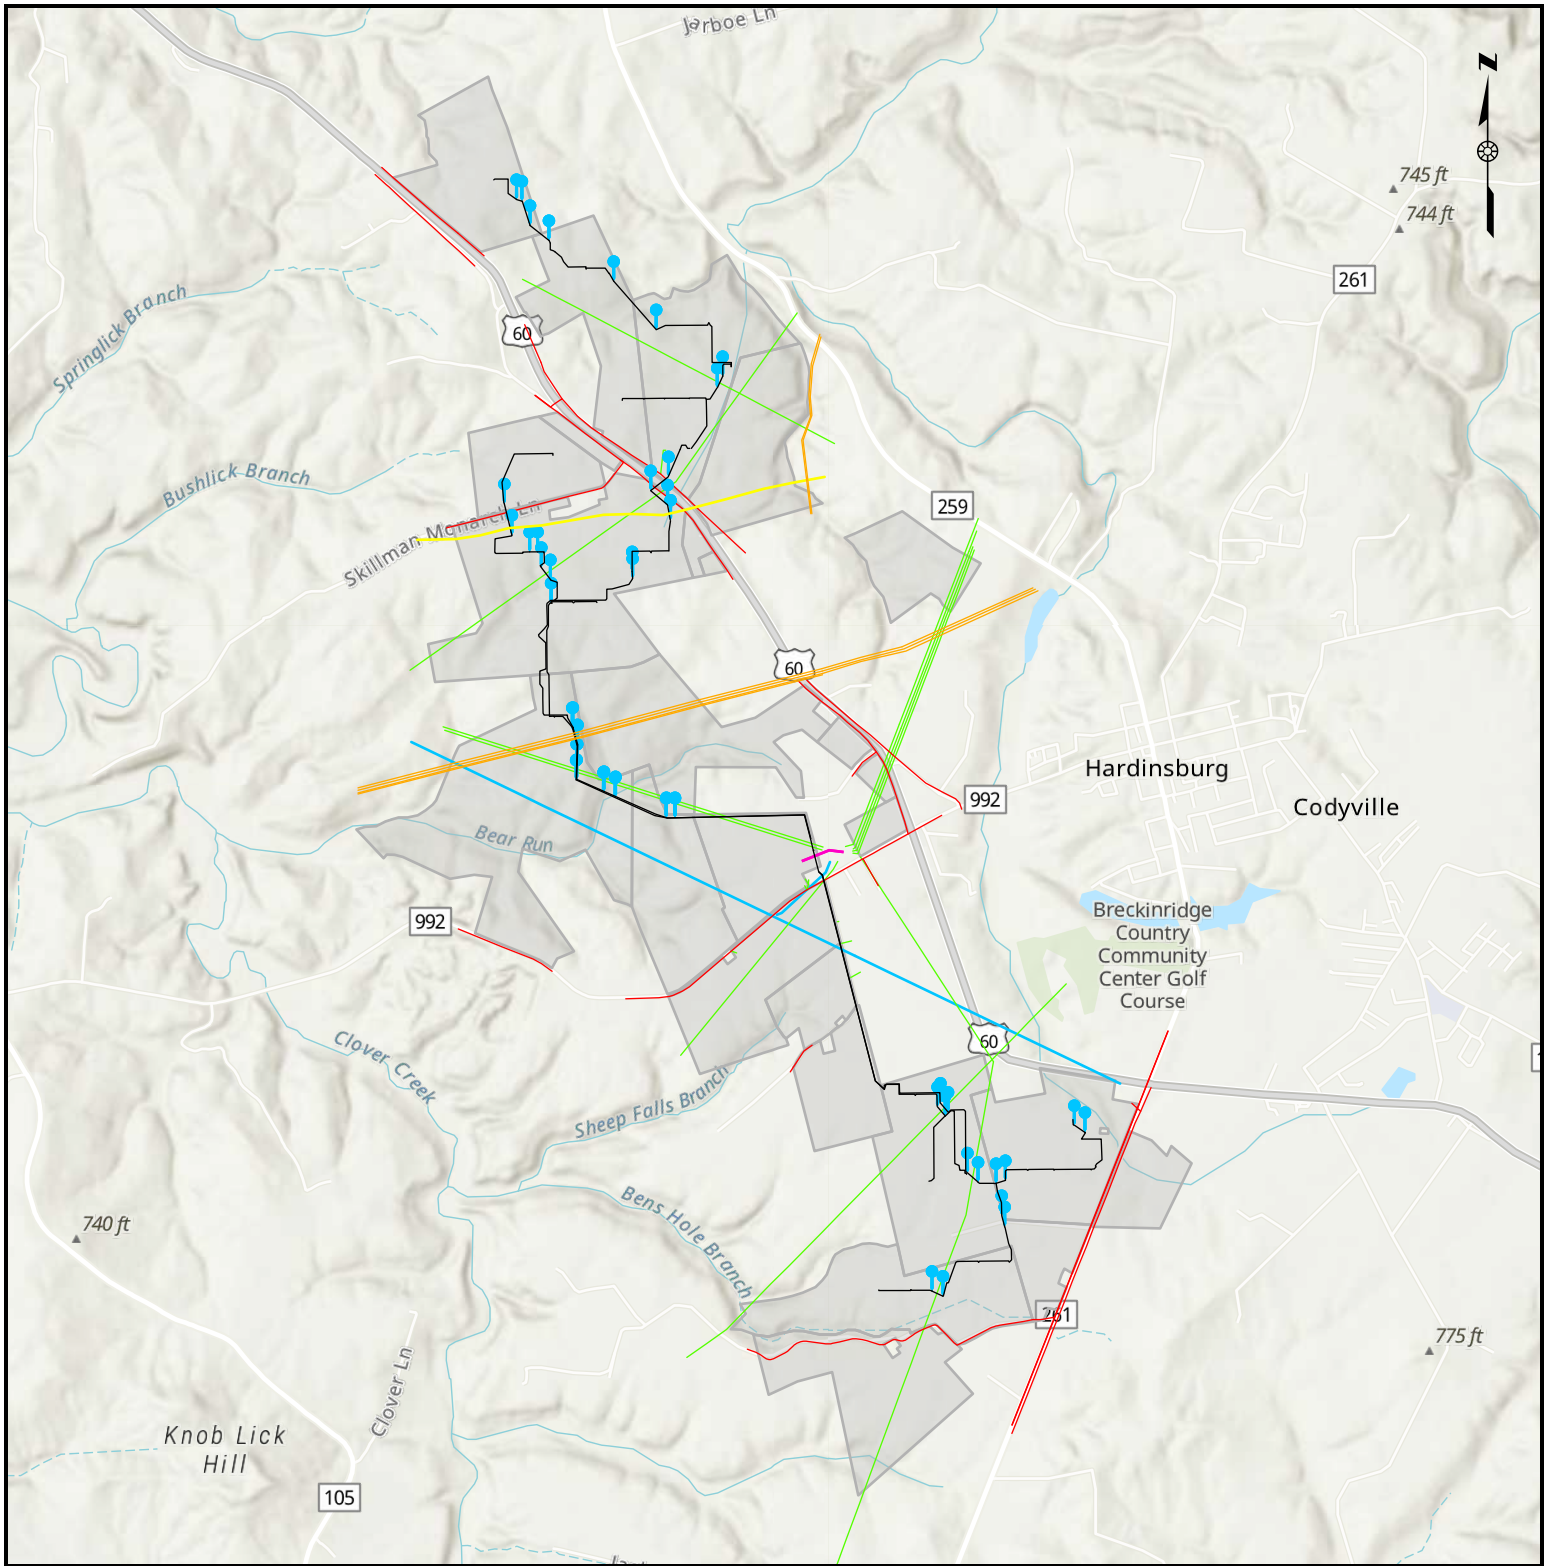 Jarboe Ln
N
745 ft
744 ft
261
Springlick Branch
60
Bushlick Branch
259
Skillman Monarch Ln
60
Hardinsburg
992
Codyville
Bear Run
992
Breckinridge
Country
Community
Center Golf
Course
60
Clover Creek
Sheep Falls Branch
Bens Hole Branch
740 ft
261
775 ft
Clover Ln
Knob Lick
Hill
105